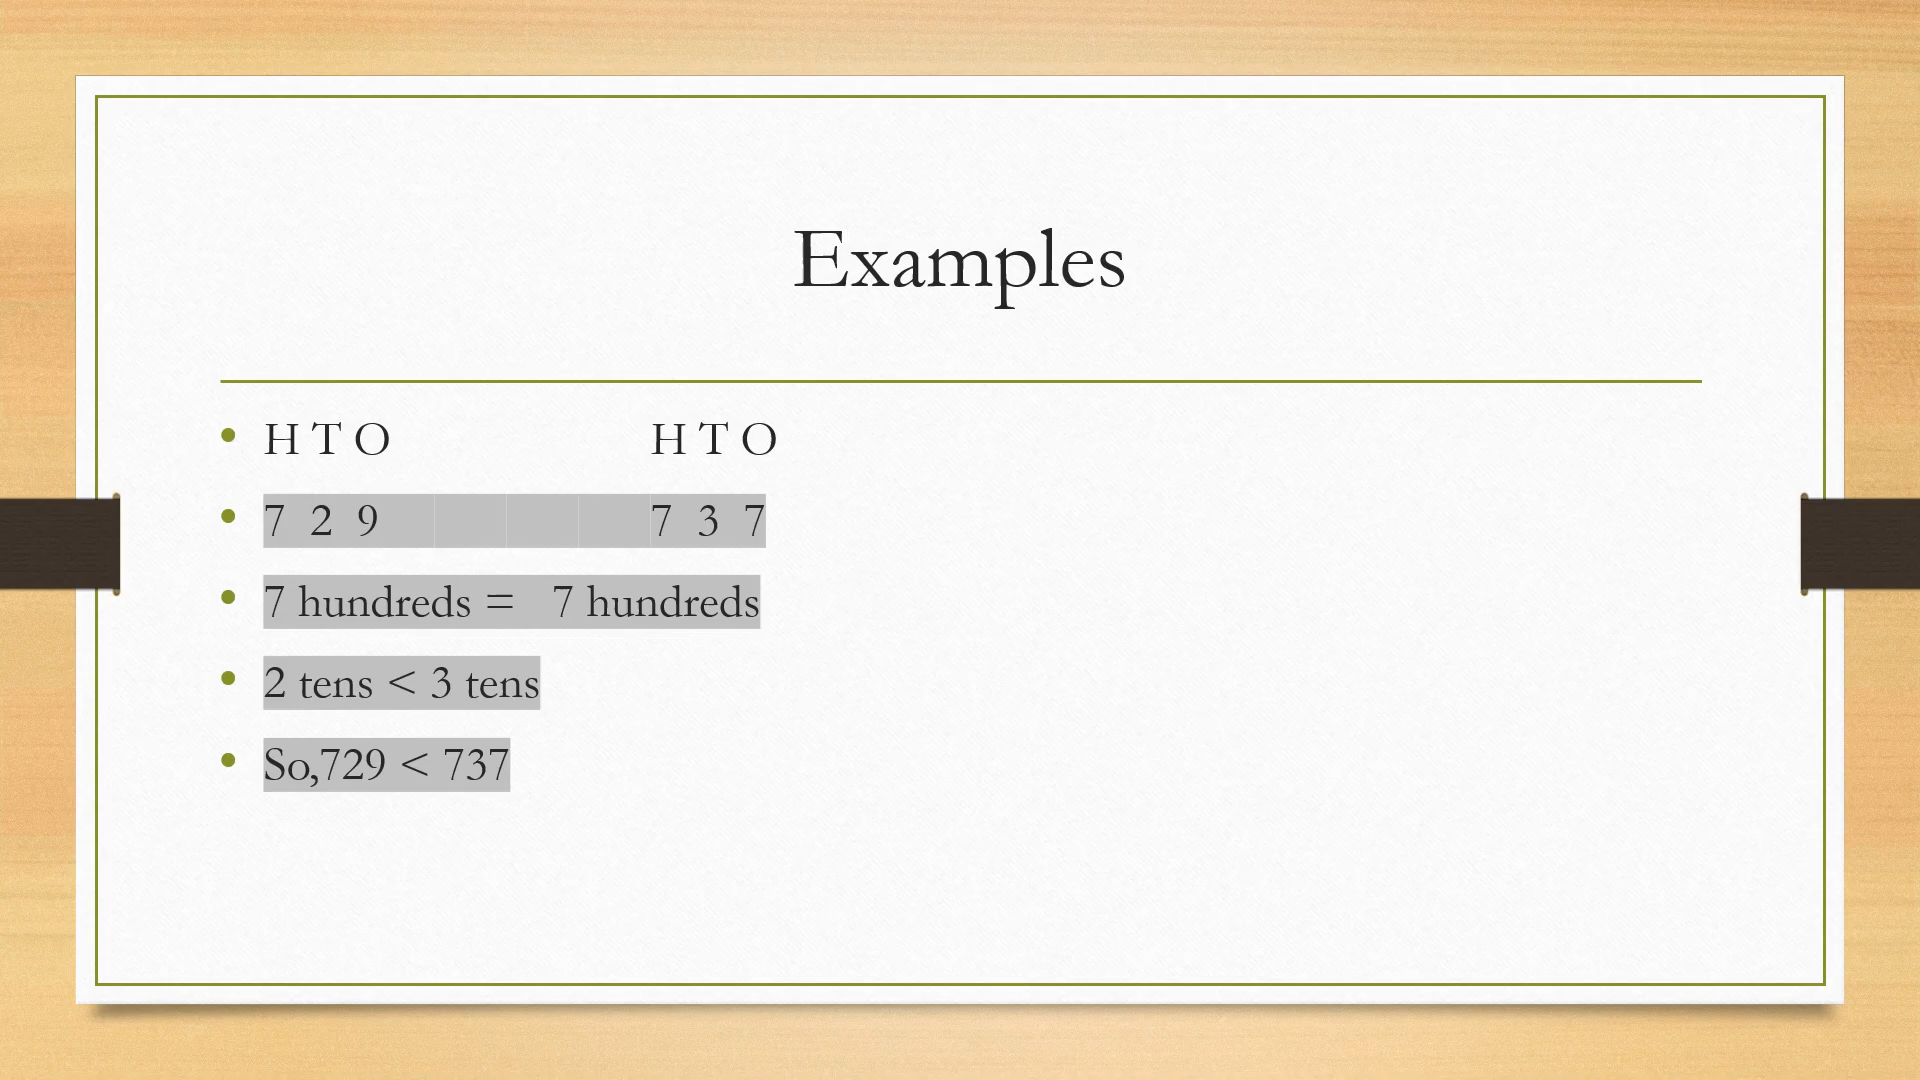 Examples
• H T O H T O
• 7 2 9 7 3 7
• 7 hundreds = 7 hundreds
• 2 tens < 3 tens
• So,729 < 737